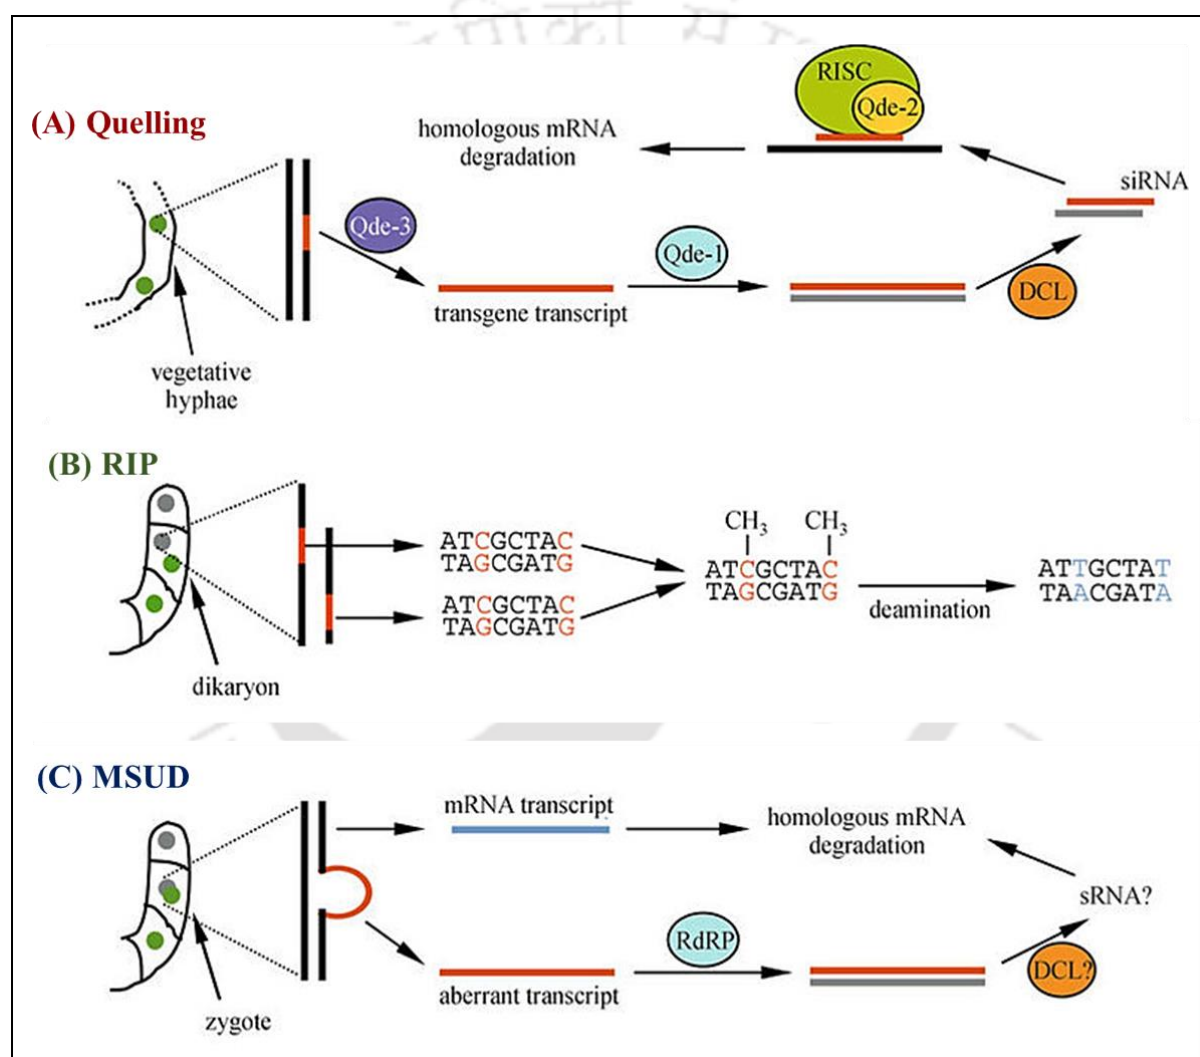 (A) Quelling
RISC
Qde-2
homologous mRNA
degradation
siRNA
Qde-3
Qde-1
DCL
transgene transcript
vegetative
hyphae
(B) RIP
CH3 CH3
ATCGCTAC
TAGCGATG
ATCGCTAC
TAGCGATG
ATCGCTAC
TAGCGATG
deamination
ATTGCTAT
TAACGATA
dikaryon
(C) MSUD
mRNA transcript
homologous mRNA
degradation
sRNA?
RdRP
DCL?
aberrant transcript
zygote